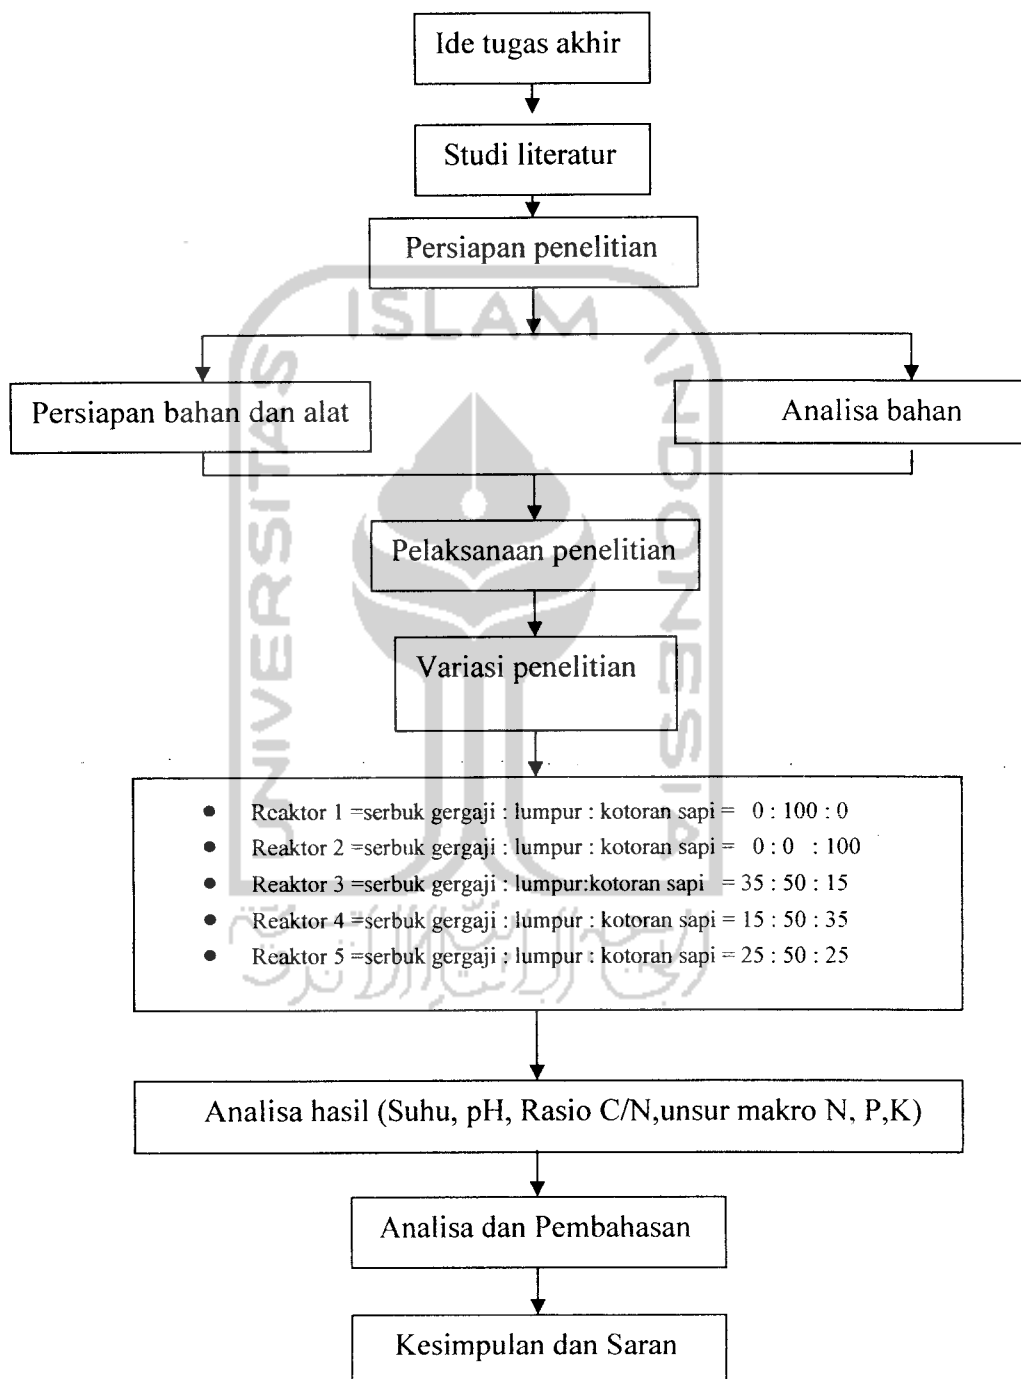 Ide tugas akhir
Studi literatur
Persiapan penelitian
Persiapan bahan dan alat
Analisa bahan
Pelaksanaan penelitian
Variasi penelitian
● Reaktor 1 =serbuk gergaji : lumpur : kotoran sapi = 0 : 100 : 0
● Reaktor 2 =serbuk gergaji : lumpur : kotoran sapi = 0 : 0 : 100
● Reaktor 3 =serbuk gergaji : lumpur:kotoran sapi = 35 : 50 : 15
● Reaktor 4 =serbuk gergaji : lumpur : kotoran sapi = 15 : 50 : 35
● Reaktor 5 =serbuk gergaji : lumpur : kotoran sapi = 25 : 50 : 25
Analisa hasil (Suhu, pH, Rasio C/N,unsur makro N, P,K)
Analisa dan Pembahasan
Kesimpulan dan Saran
UNIVERSITAS
ISLAM
INDONESIA